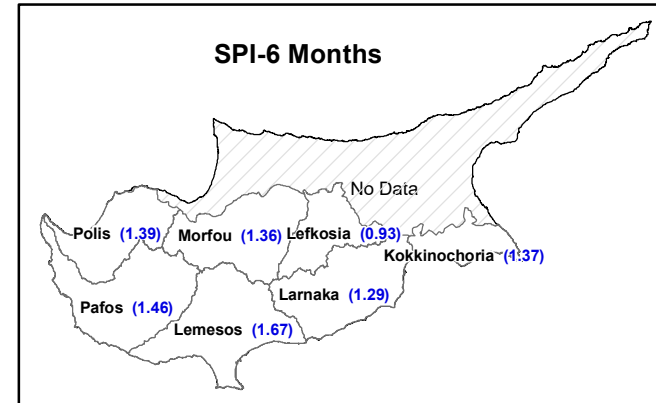 SPI-6 Months
No Data
Polis (1.39)
Morfou (1.36)
Lefkosia (0.93)
Kokkinochoria (1.37)
Pafos (1.46)
Larnaka (1.29)
Lemesos (1.67)